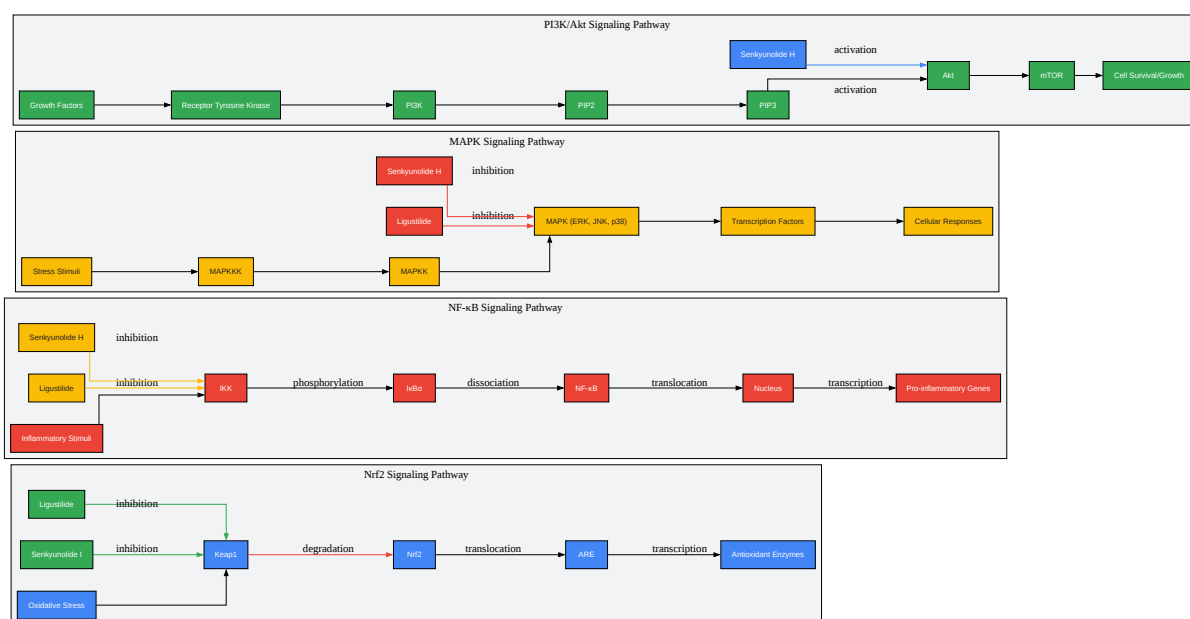 PI3K/Akt Signaling Pathway
Senkyunolide H
activation
Akt
mTOR
Cell Survival/Growth
activation
Growth Factors
Receptor Tyrosine Kinase
PI3K
PIP2
PIP3
MAPK Signaling Pathway
Senkyunolide H
inhibition
Ligustilide
inhibition
MAPK (ERK, JNK, p38)
Transcription Factors
Cellular Responses
Stress Stimuli
MAPKKK
MAPKK
NF-κB Signaling Pathway
Senkyunolide H
inhibition
Ligustilide
inhibition
IKK
phosphorylation
IκBα
dissociation
NF-κB
translocation
Nucleus
transcription
Pro-inflammatory Genes
Inflammatory Stimuli
Nrf2 Signaling Pathway
Ligustilide
inhibition
Senkyunolide I
inhibition
Keap1
degradation
Nrf2
translocation
ARE
transcription
Antioxidant Enzymes
Oxidative Stress